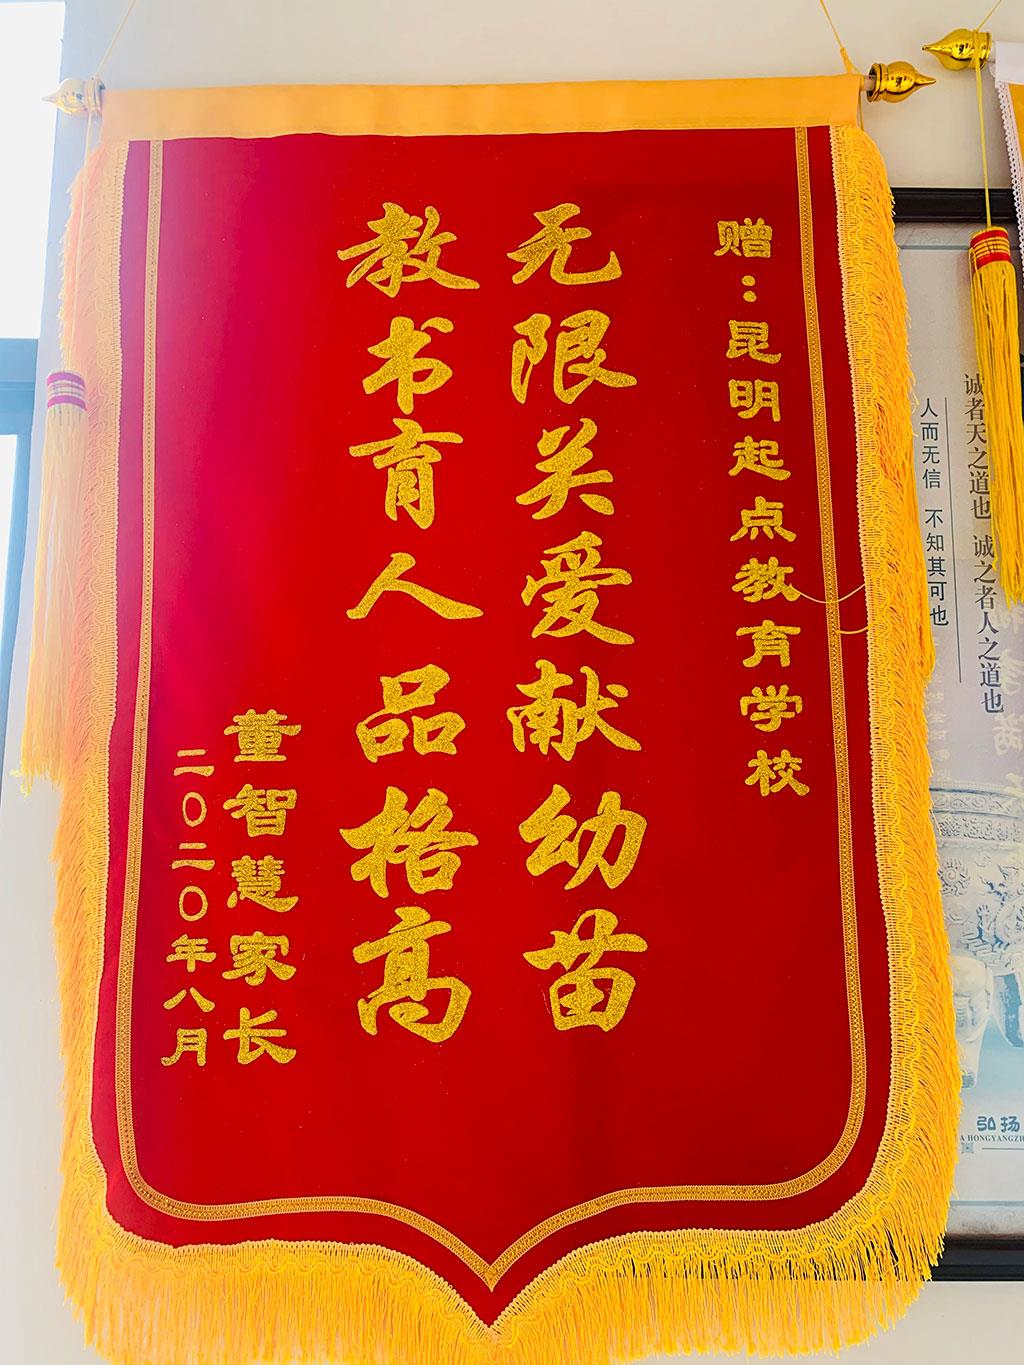 赠：昆明起点教育学校
无限关爱献幼苗
教书育人品格高
董智慧家长
二〇二〇年八月
诚者天之道也 诚之者人之道也
人而无信 不知其可也
弘扬
A HONGYANGZH